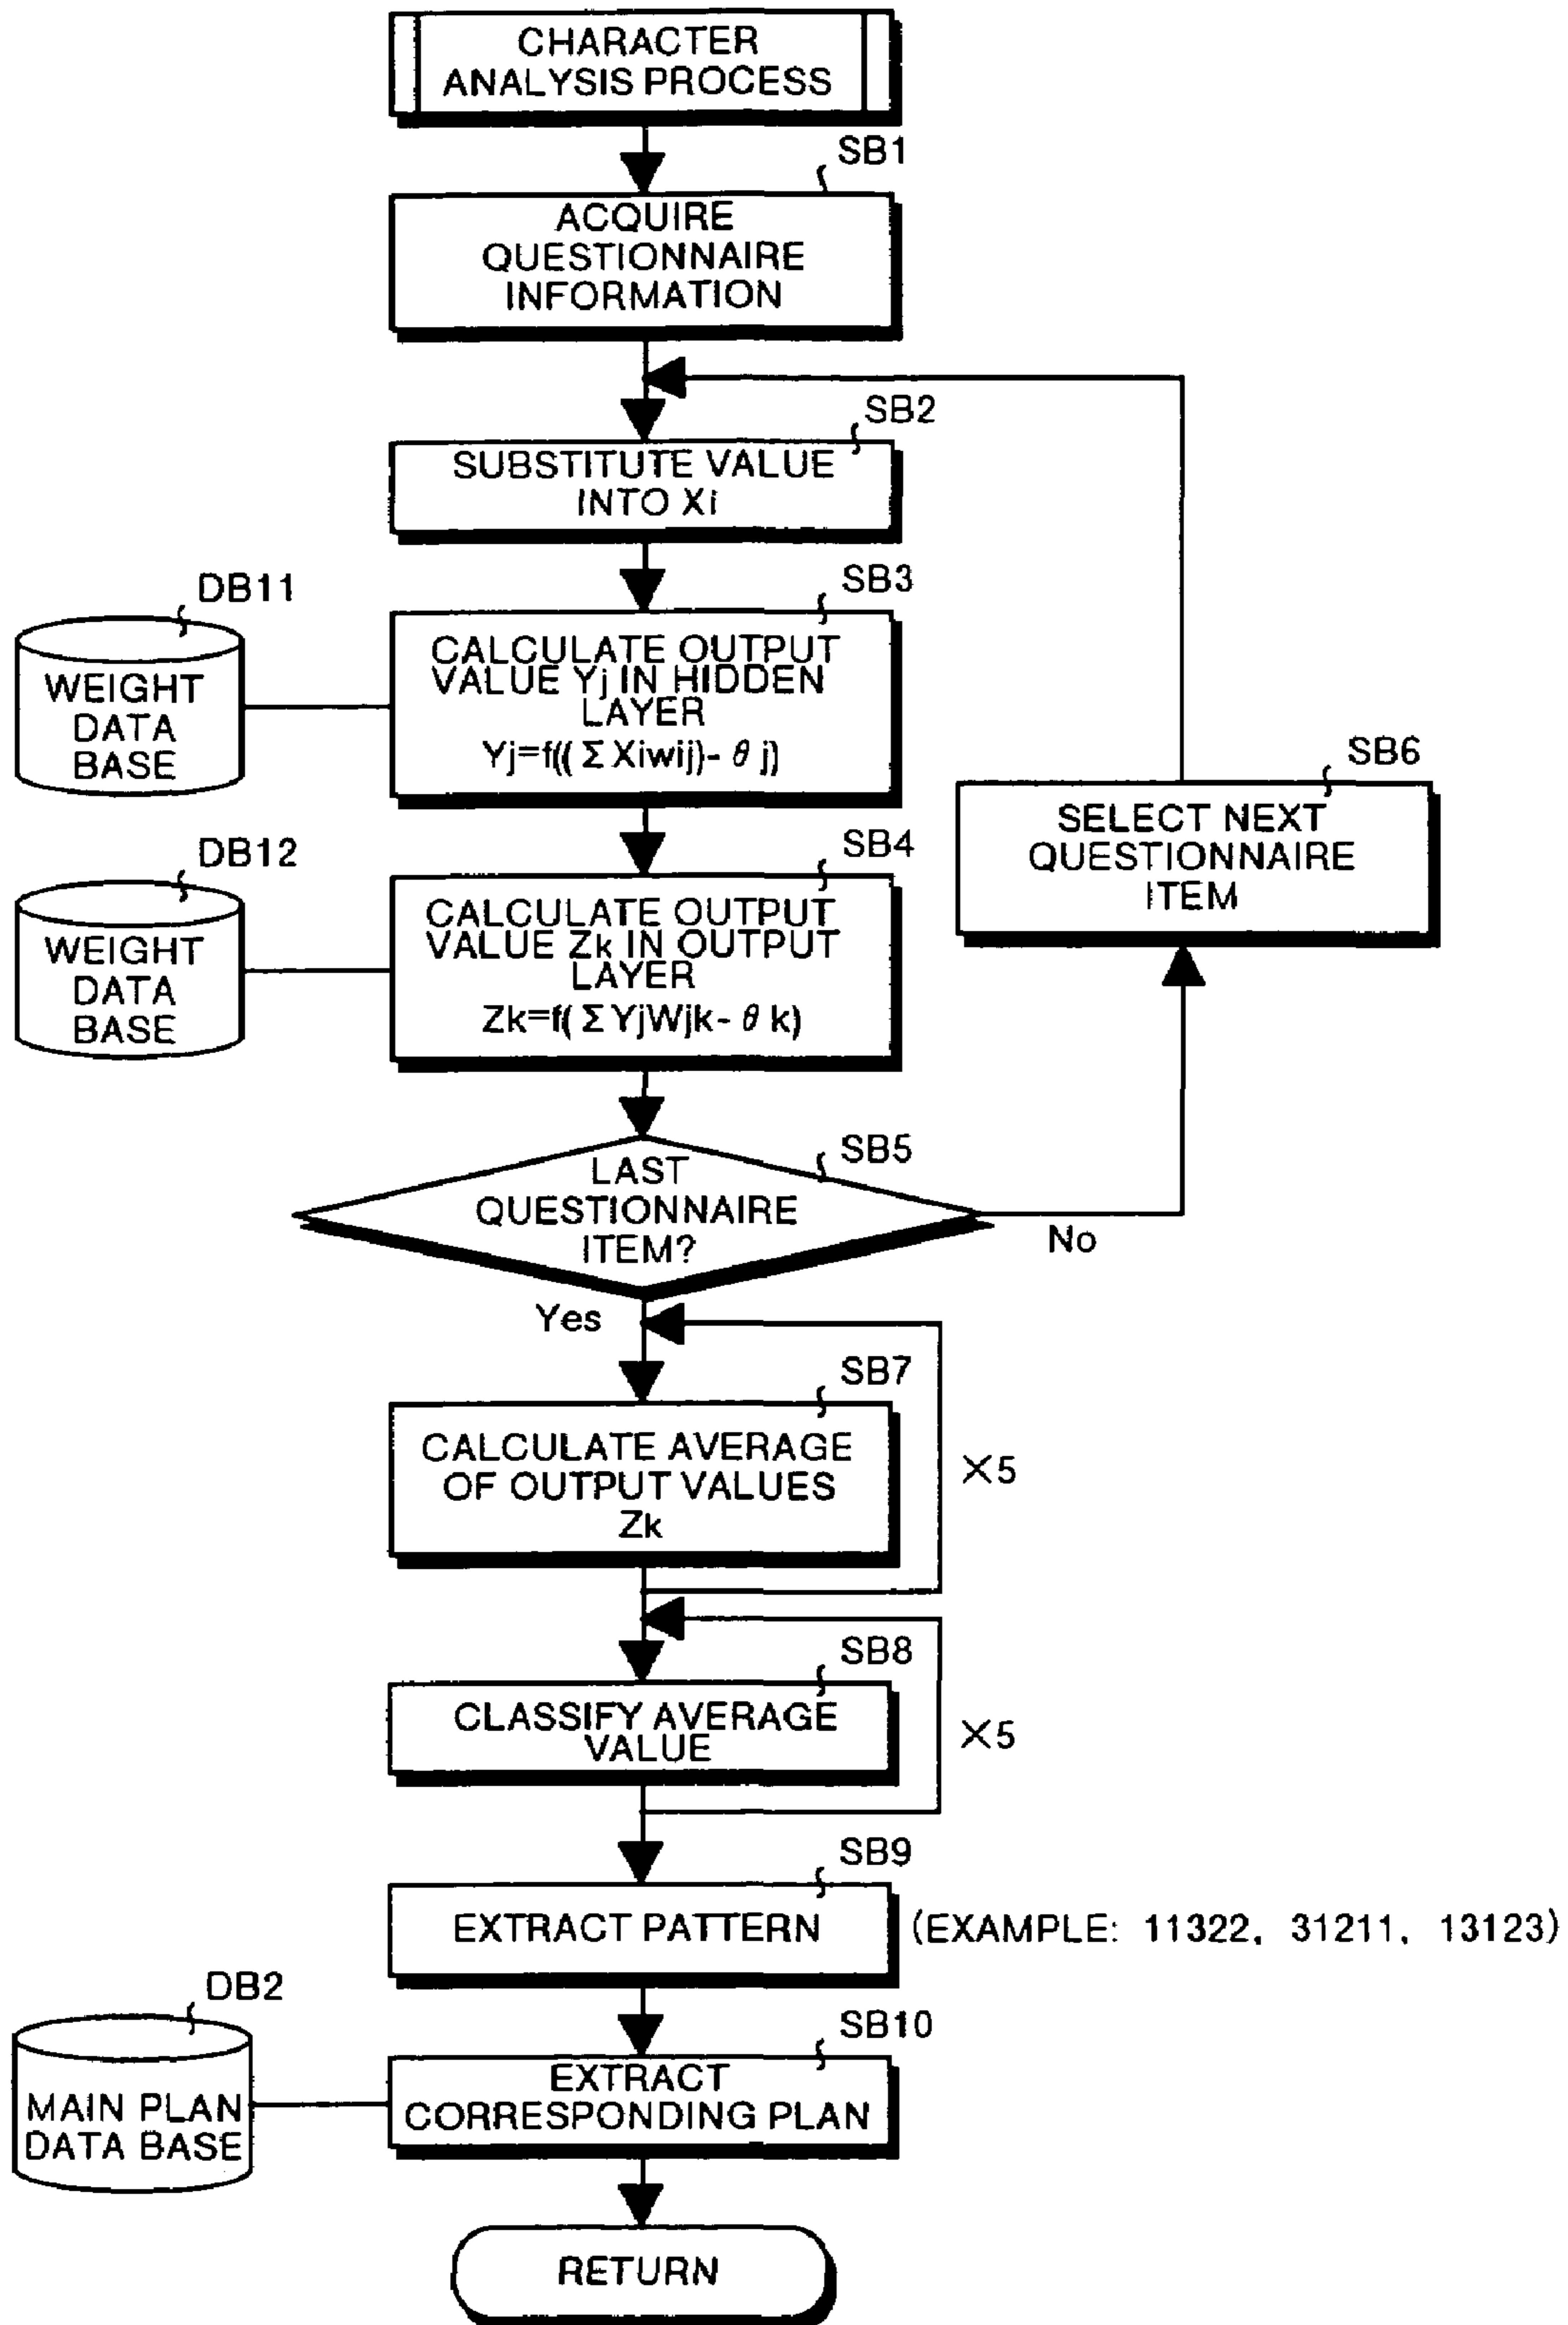 CHARACTER
ANALYSIS PROCESS
SB1
ACQUIRE
QUESTIONNAIRE
INFORMATION
SB2
SUBSTITUTE VALUE
INTO Xi
DB11
WEIGHT
DATA
BASE
SB3
CALCULATE OUTPUT
VALUE Yj IN HIDDEN
LAYER
Yj=f((ΣXiwij)-θj)
SB6
SELECT NEXT
QUESTIONNAIRE
ITEM
DB12
WEIGHT
DATA
BASE
SB4
CALCULATE OUTPUT
VALUE Zk IN OUTPUT
LAYER
Zk=f(ΣYjWjk-θk)
SB5
LAST
QUESTIONNAIRE
ITEM?
No
Yes
SB7
CALCULATE AVERAGE
OF OUTPUT VALUES
Zk
×5
SB8
CLASSIFY AVERAGE
VALUE
×5
SB9
EXTRACT PATTERN
(EXAMPLE: 11322, 31211, 13123)
DB2
MAIN PLAN
DATA BASE
SB10
EXTRACT
CORRESPONDING PLAN
RETURN